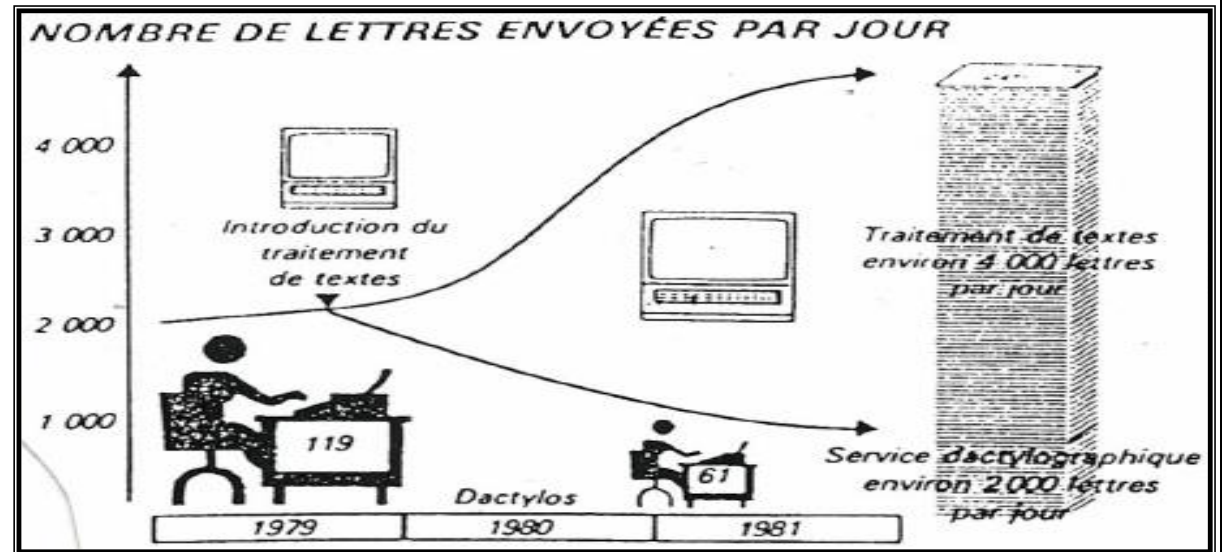 NOMBRE DE LETTRES ENVOYÉES PAR JOUR
4 000
3 000
2 000
1 000
Introduction du
traitement
de textes
Traitement de textes
environ 4 000 lettres
par jour
119
61
Dactylos
Service dactylographique
environ 2 000 lettres
par jour
1979
1980
1981